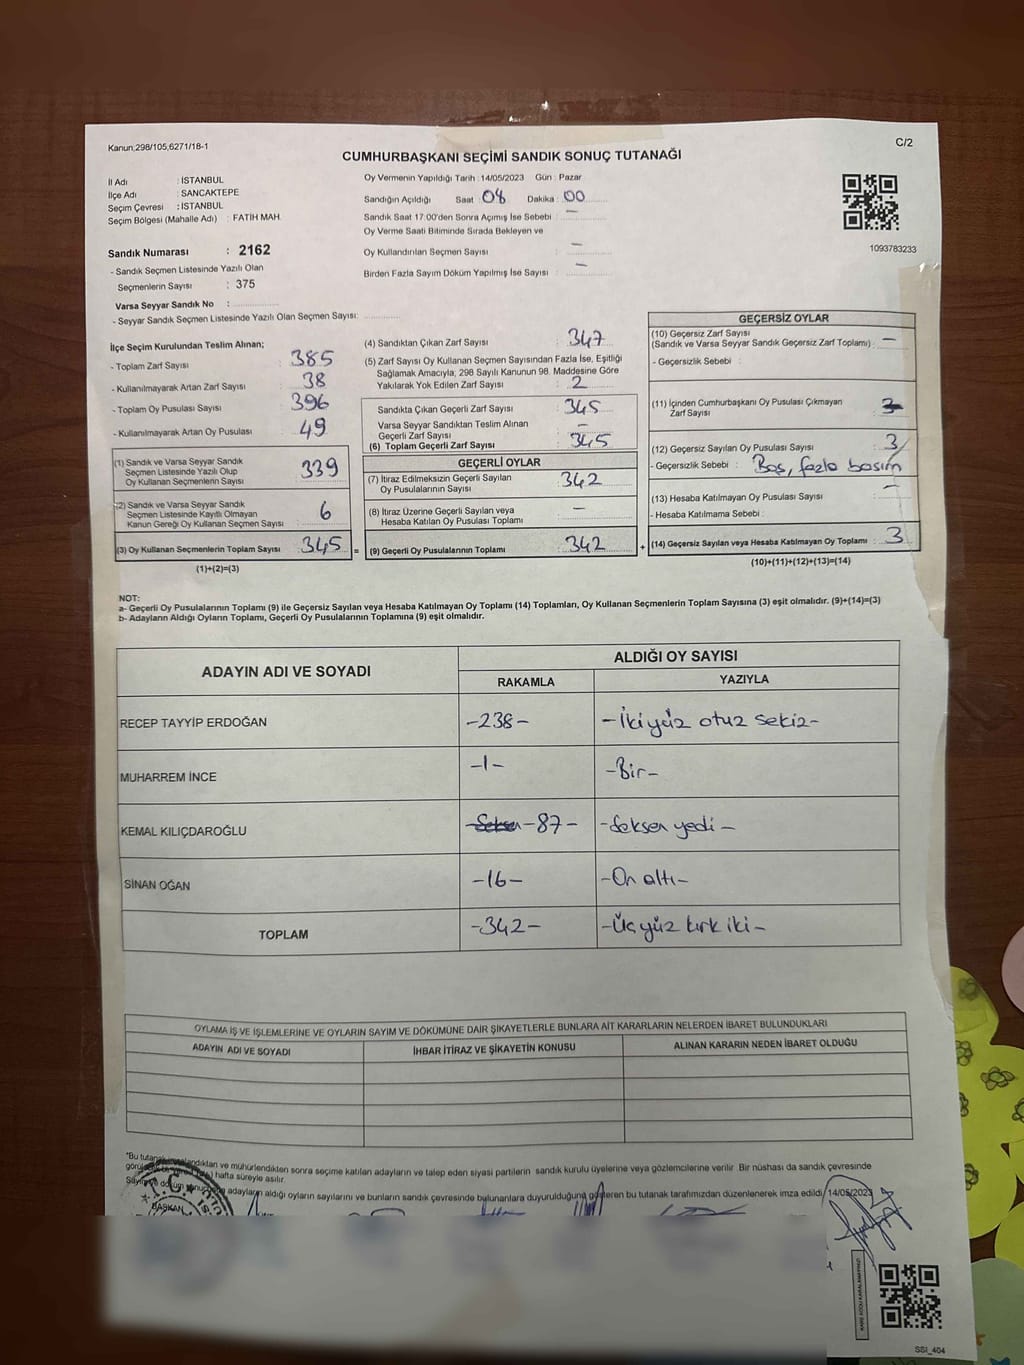 Kanun;298/105,6271/18-1
C/2
CUMHURBAŞKANI SEÇİMİ SANDIK SONUÇ TUTANAĞI
İl Adı : İSTANBUL
İlçe Adı : SANCAKTEPE
Seçim Çevresi : İSTANBUL
Seçim Bölgesi (Mahalle Adı) : FATİH MAH.
Oy Vermenin Yapıldığı Tarih : 14/05/2023 Gün : Pazar
Sandığın Açıldığı Saat : 08 Dakika : 00
Sandık Saat 17:00'den Sonra Açımış İse Sebebi : —
Oy Verme Saati Bitiminde Sırada Bekleyen ve
Oy Kullandırılan Seçmen Sayısı : —
Birden Fazla Sayım Döküm Yapılmış İse Sayısı : —
1093783233
Sandık Numarası : 2162
- Sandık Seçmen Listesinde Yazılı Olan
Seçmenlerin Sayısı : 375
Varsa Seyyar Sandık No :
- Seyyar Sandık Seçmen Listesinde Yazılı Olan Seçmen Sayısı:
İlçe Seçim Kurulundan Teslim Alınan;
- Toplam Zarf Sayısı : 385
- Kullanılmayarak Artan Zarf Sayısı : 38
- Toplam Oy Pusulası Sayısı : 396
- Kullanılmayarak Artan Oy Pusulası : 49
(1) Sandık ve Varsa Seyyar Sandık
Seçmen Listesinde Yazılı Olup
Oy Kullanan Seçmenlerin Sayısı : 339
(2) Sandık ve Varsa Seyyar Sandık
Seçmen Listesinde Kayıtlı Olmayan
Kanun Gereği Oy Kullanan Seçmen Sayısı : 6
(3) Oy Kullanan Seçmenlerin Toplam Sayısı : 345 =
(1)+(2)=(3)
(4) Sandıktan Çıkan Zarf Sayısı : 347
(5) Zarf Sayısı Oy Kullanan Seçmen Sayısından Fazla İse, Eşitliği
Sağlamak Amacıyla; 298 Sayılı Kanunun 98. Maddesine Göre
Yakılarak Yok Edilen Zarf Sayısı : 2
Sandıkta Çıkan Geçerli Zarf Sayısı : 345
Varsa Seyyar Sandıktan Teslim Alınan
Geçerli Zarf Sayısı : —
(6) Toplam Geçerli Zarf Sayısı : 345
GEÇERLİ OYLAR
(7) İtiraz Edilmeksizin Geçerli Sayılan
Oy Pusulalarının Sayısı : 342
(8) İtiraz Üzerine Geçerli Sayılan veya
Hesaba Katılan Oy Pusulası Toplamı : —
(9) Geçerli Oy Pusulalarının Toplamı : 342 +
GEÇERSİZ OYLAR
(10) Geçersiz Zarf Sayısı
(Sandık ve Varsa Seyyar Sandık Geçersiz Zarf Toplamı) : —
- Geçersizlik Sebebi :
(11) İçinden Cumhurbaşkanı Oy Pusulası Çıkmayan
Zarf Sayısı :
(12) Geçersiz Sayılan Oy Pusulası Sayısı : 3
- Geçersizlik Sebebi : Boş, fazla basım
(13) Hesaba Katılmayan Oy Pusulası Sayısı : —
- Hesaba Katılmama Sebebi :
(14) Geçersiz Sayılan veya Hesaba Katılmayan Oy Toplamı : 3
(10)+(11)+(12)+(13)=(14)
NOT:
a- Geçerli Oy Pusulalarının Toplamı (9) ile Geçersiz Sayılan veya Hesaba Katılmayan Oy Toplamı (14) Toplamları, Oy Kullanan Seçmenlerin Toplam Sayısına (3) eşit olmalıdır. (9)+(14)=(3)
b- Adayların Aldığı Oyların Toplamı, Geçerli Oy Pusulalarının Toplamına (9) eşit olmalıdır.
ADAYIN ADI VE SOYADI
ALDIĞI OY SAYISI
RAKAMLA YAZIYLA
RECEP TAYYİP ERDOĞAN -238- -İki yüz otuz sekiz-
MUHARREM İNCE -1- -Bir-
KEMAL KILIÇDAROĞLU Seksen -87- -Seksen yedi-
SİNAN OĞAN -16- -On altı-
TOPLAM -342- -Üç yüz kırk iki-
OYLAMA İŞ VE İŞLEMLERİNE VE OYLARIN SAYIM VE DÖKÜMÜNE DAİR ŞİKAYETLERLE BUNLARA AİT KARARLARIN NELERDEN İBARET BULUNDUKLARI
ADAYIN ADI VE SOYADI İHBAR İTİRAZ VE ŞİKAYETİN KONUSU ALINAN KARARIN NEDEN İBARET OLDUĞU
*Bu tutanak imzalandıktan ve mühürlendikten sonra seçime katılan adayların ve talep eden siyasi partilerin sandık kurulu üyelerine veya gözlemcilerine verilir. Bir nüshası da sandık çevresinde
hafta süreyle asılır.
adayların aldığı oyların sayılarını ve bunların sandık çevresinde bulunanlara duyurulduğunu gösteren bu tutanak tarafımızdan düzenlenerek imza edildi. 14/05/2023
T.C.
BAŞKAN
SSI_404